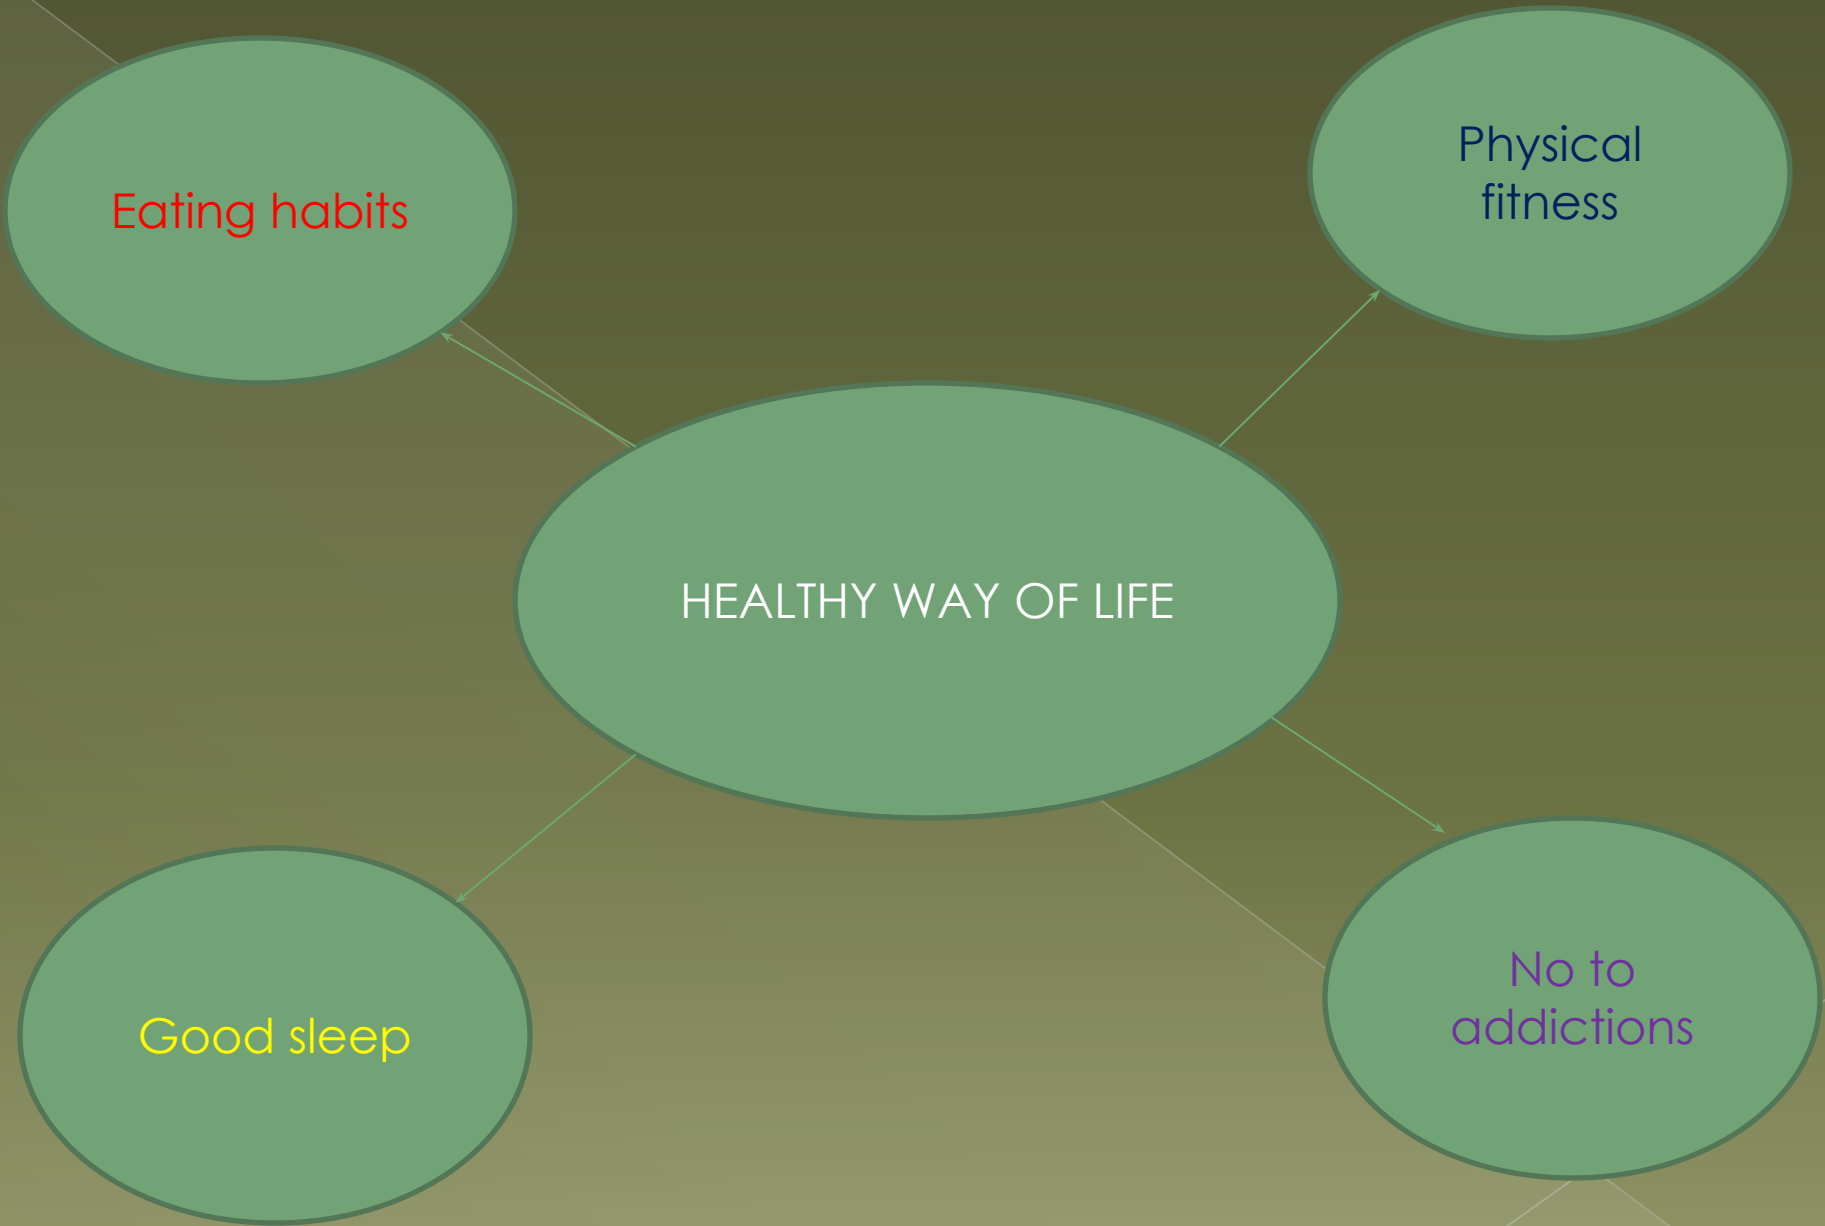 Eating habits
Physical
fitness
HEALTHY WAY OF LIFE
Good sleep
No to
addictions